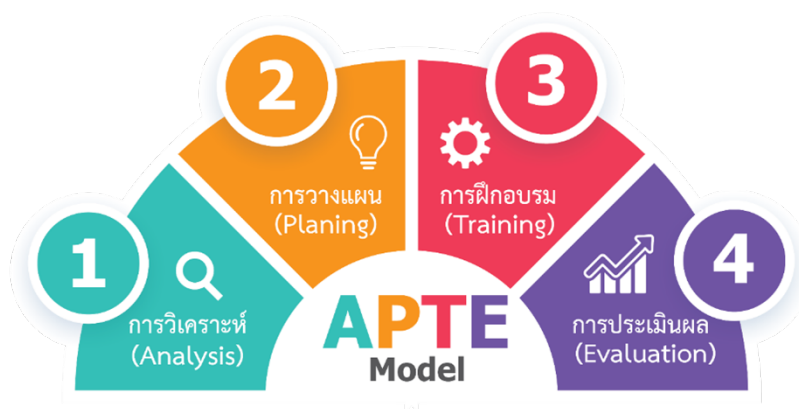 1
การวิเคราะห์
(Analysis)
2
การวางแผน
(Planing)
3
การฝึกอบรม
(Training)
4
การประเมินผล
(Evaluation)
APTE
Model